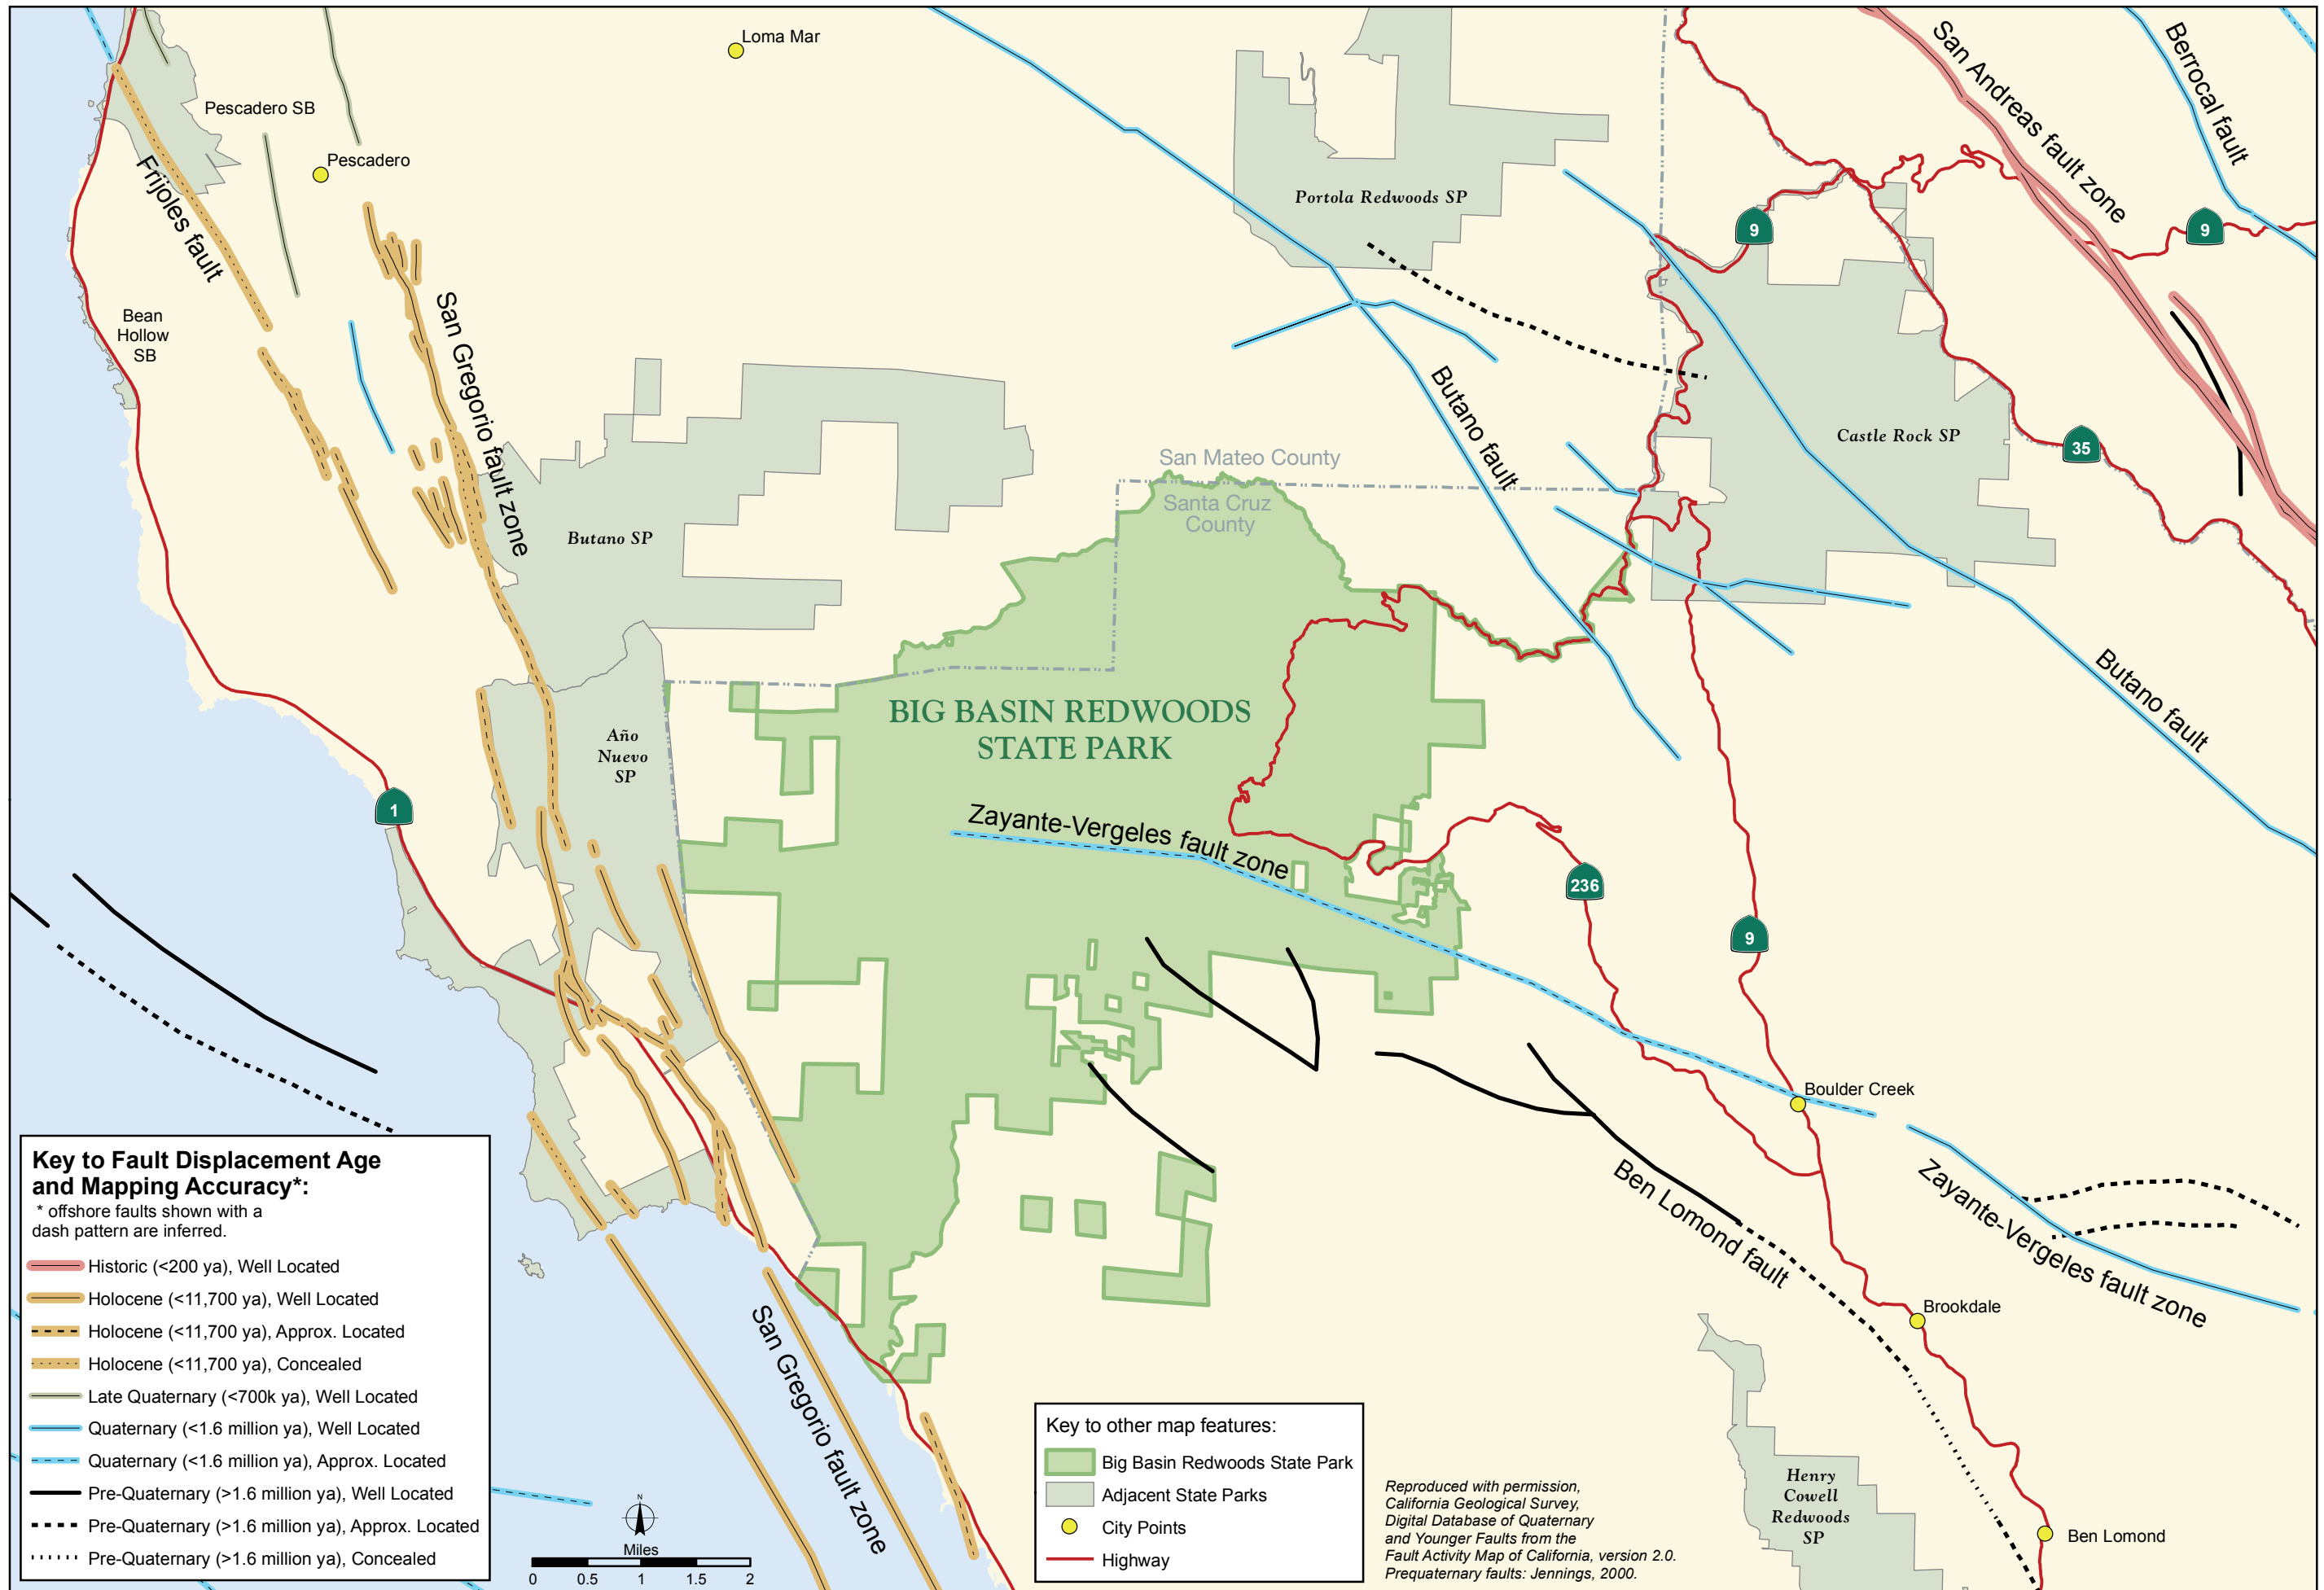 Loma Mar
Pescadero SB
Pescadero
Frijoles fault
Bean
Hollow
SB
San Gregorio fault zone
Portola Redwoods SP
San Andreas fault zone
Berrocal fault
9
9
Butano fault
Castle Rock SP
35
San Mateo County
Santa Cruz
County
Butano SP
Año
Nuevo
SP
BIG BASIN REDWOODS
STATE PARK
Butano fault
1
Zayante-Vergeles fault zone
236
9
Boulder Creek
Ben Lomond fault
Zayante-Vergeles fault zone
Brookdale
San Gregorio fault zone
Henry
Cowell
Redwoods
SP
Ben Lomond
Key to Fault Displacement Age
and Mapping Accuracy*:
* offshore faults shown with a
dash pattern are inferred.
Historic (<200 ya), Well Located
Holocene (<11,700 ya), Well Located
Holocene (<11,700 ya), Approx. Located
Holocene (<11,700 ya), Concealed
Late Quaternary (<700k ya), Well Located
Quaternary (<1.6 million ya), Well Located
Quaternary (<1.6 million ya), Approx. Located
Pre-Quaternary (>1.6 million ya), Well Located
Pre-Quaternary (>1.6 million ya), Approx. Located
Pre-Quaternary (>1.6 million ya), Concealed
N
Miles
0 0.5 1 1.5 2
Key to other map features:
Big Basin Redwoods State Park
Adjacent State Parks
City Points
Highway
Reproduced with permission,
California Geological Survey,
Digital Database of Quaternary
and Younger Faults from the
Fault Activity Map of California, version 2.0.
Prequaternary faults: Jennings, 2000.